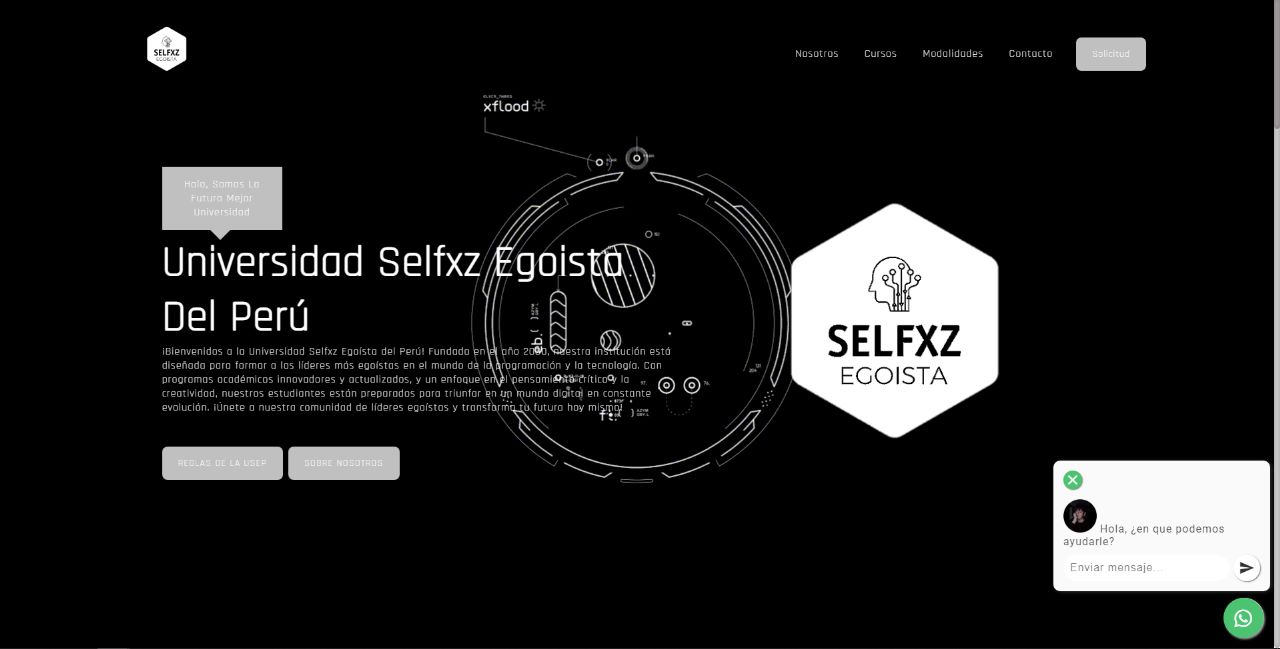 SELFXZ
EGOISTA
Nosotros
Cursos
Modalidades
Contacto
Solicitud
xflood
Hola, Somos La
Futura Mejor
Universidad
Universidad Selfxz Egoista
Del Perú
¡Bienvenidos a la Universidad Selfxz Egoísta del Perú! Fundada en el año 2040, nuestra institución está
diseñada para formar a los líderes más egoístas en el mundo de la programación y la tecnología. Con
programas académicos innovadores y actualizados, y un enfoque en el pensamiento crítico y la
creatividad, nuestros estudiantes están preparados para triunfar en un mundo digital en constante
evolución. ¡Únete a nuestra comunidad de líderes egoístas y transforma tu futuro hoy mismo!
REGLAS DE LA USEP
SOBRE NOSOTROS
SELFXZ
EGOISTA
Hola, ¿en que podemos
ayudarle?
Enviar mensaje...